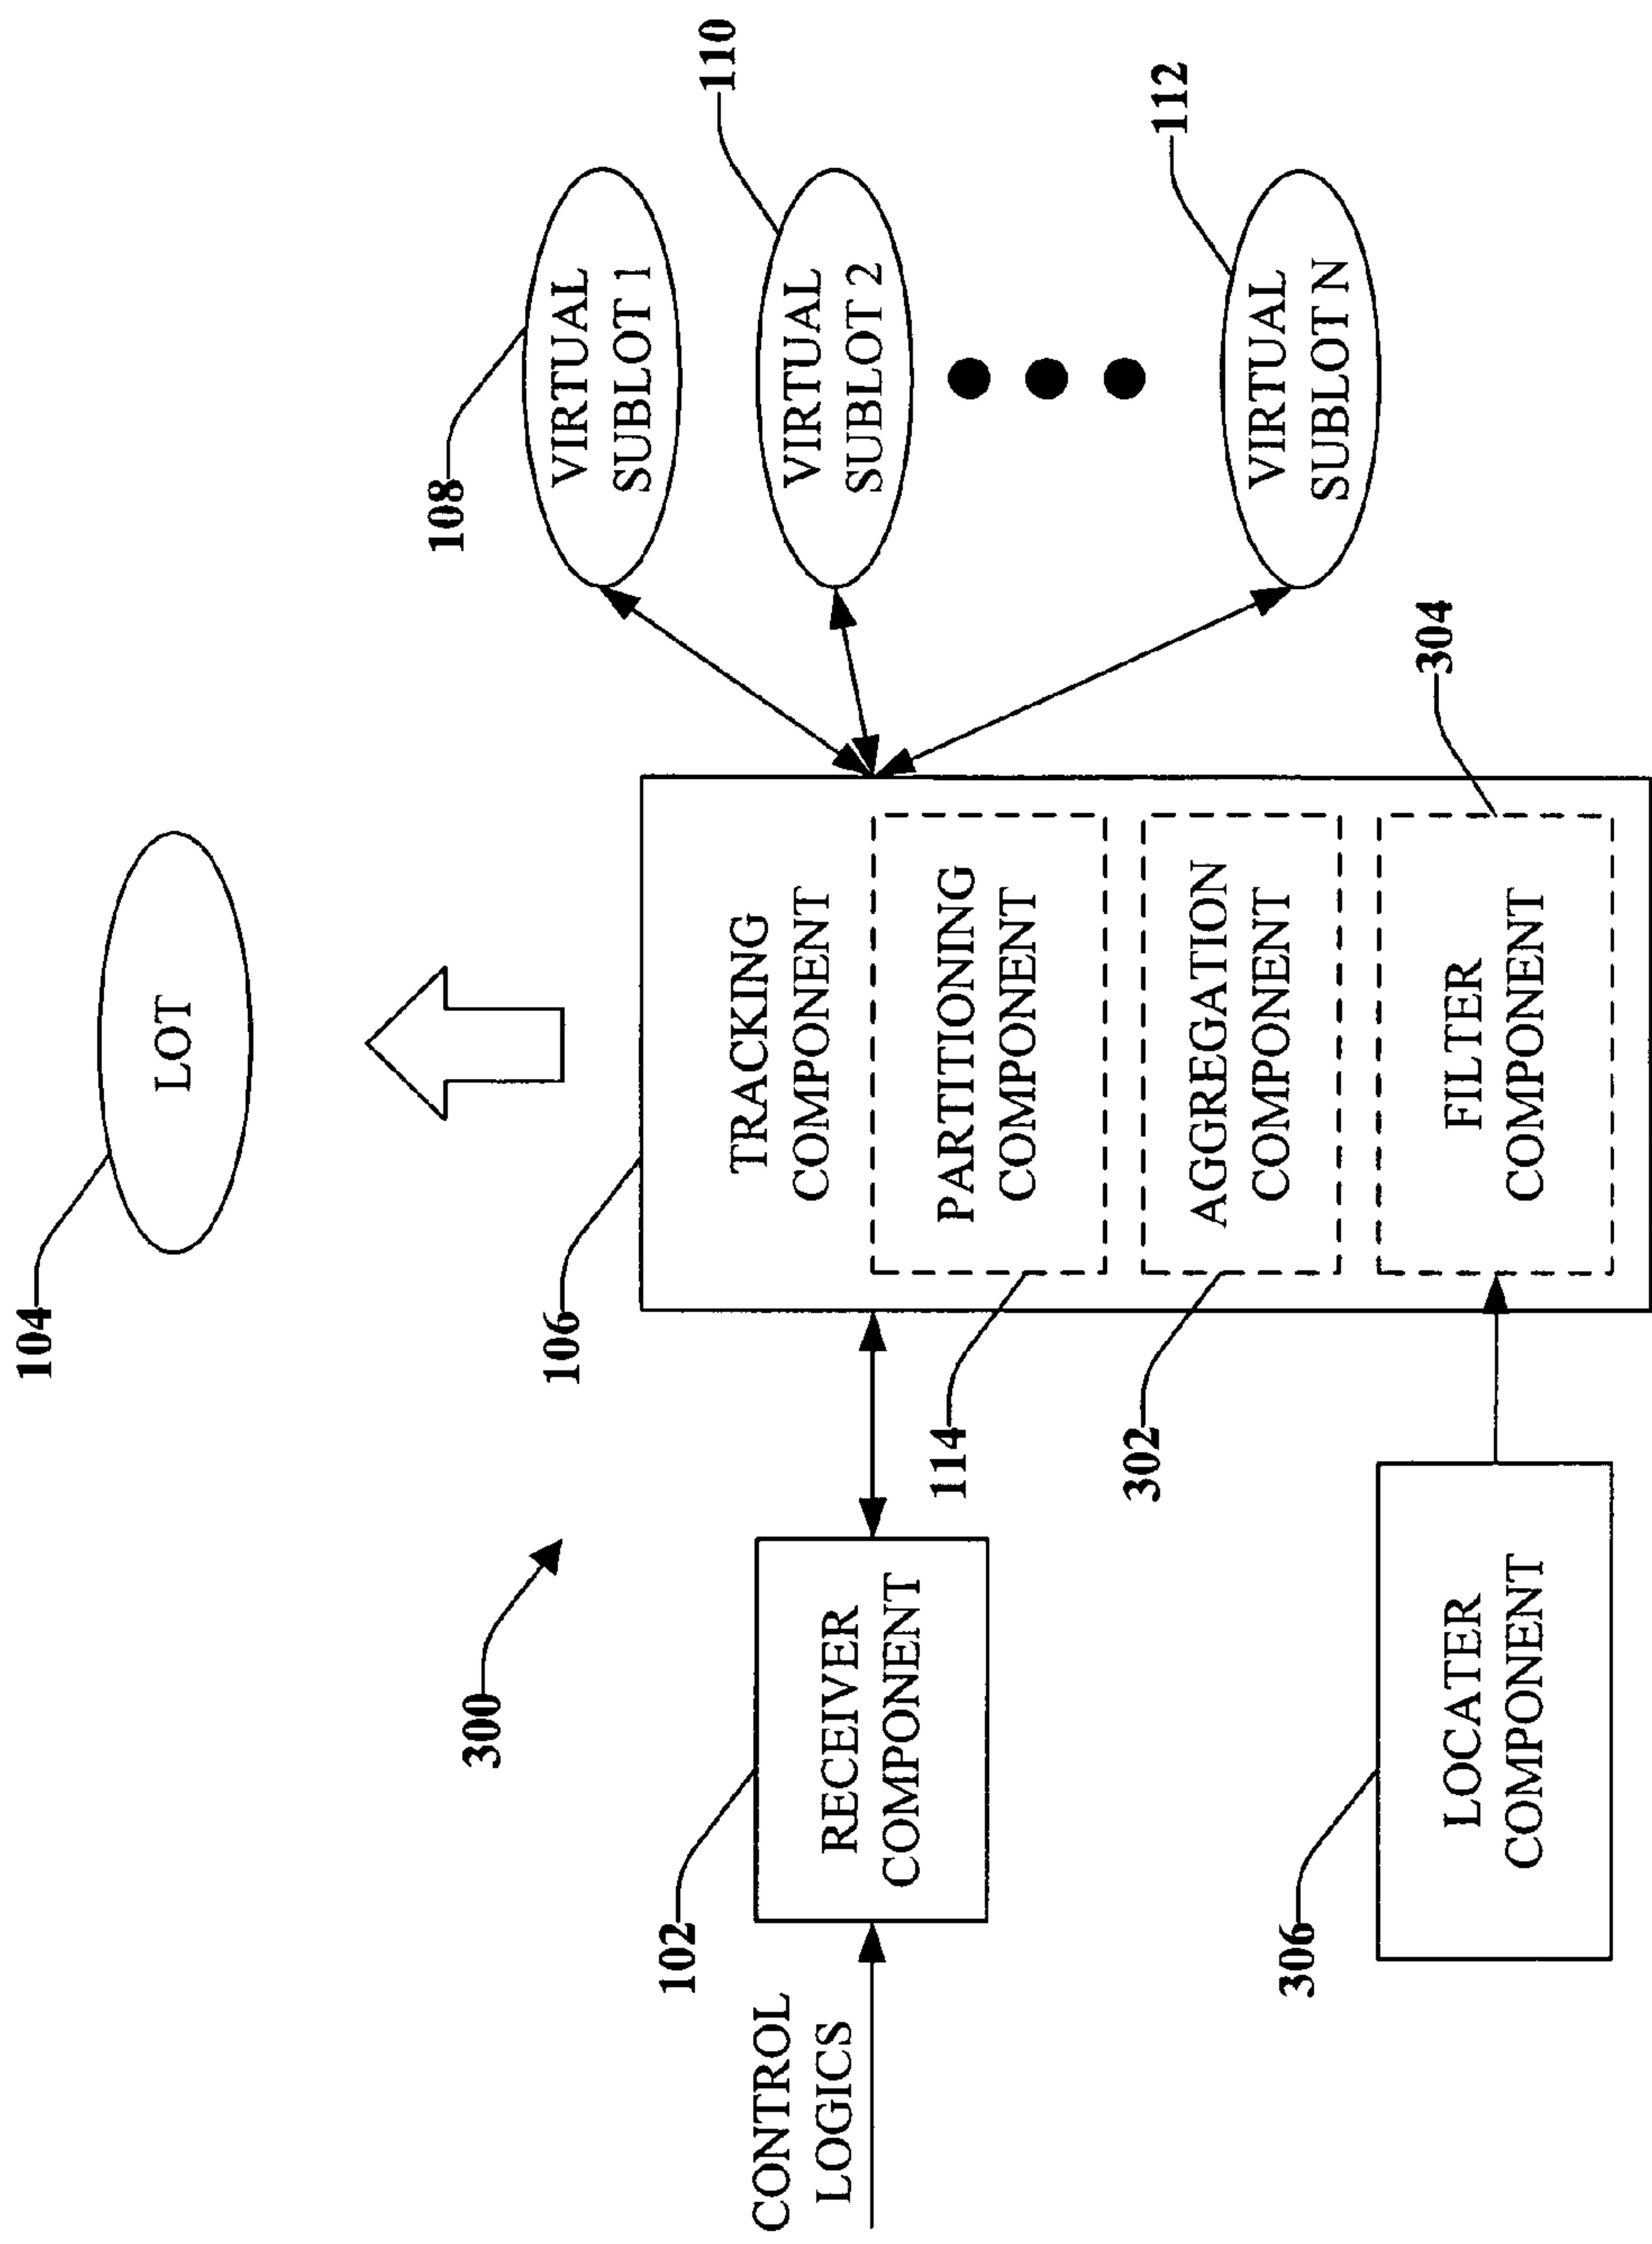 104
LOT
300
106
108
110
112
VIRTUAL
SUBLOT 1
VIRTUAL
SUBLOT 2
VIRTUAL
SUBLOT N
TRACKING
COMPONENT
PARTITIONING
COMPONENT
AGGREGATION
COMPONENT
FILTER
COMPONENT
304
114
302
102
CONTROL
LOGICS
RECEIVER
COMPONENT
306
LOCATER
COMPONENT